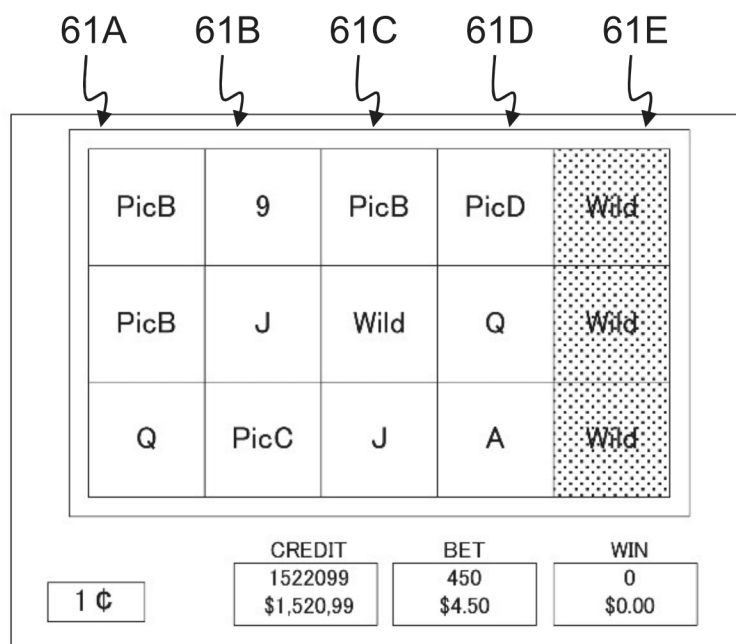 61A 61B 61C 61D 61E
PicB 9 PicB PicD Wild
PicB J Wild Q Wild
Q PicC J A Wild
CREDIT BET WIN
1522099 450 0
1 ¢ $1,520,99 $4.50 $0.00